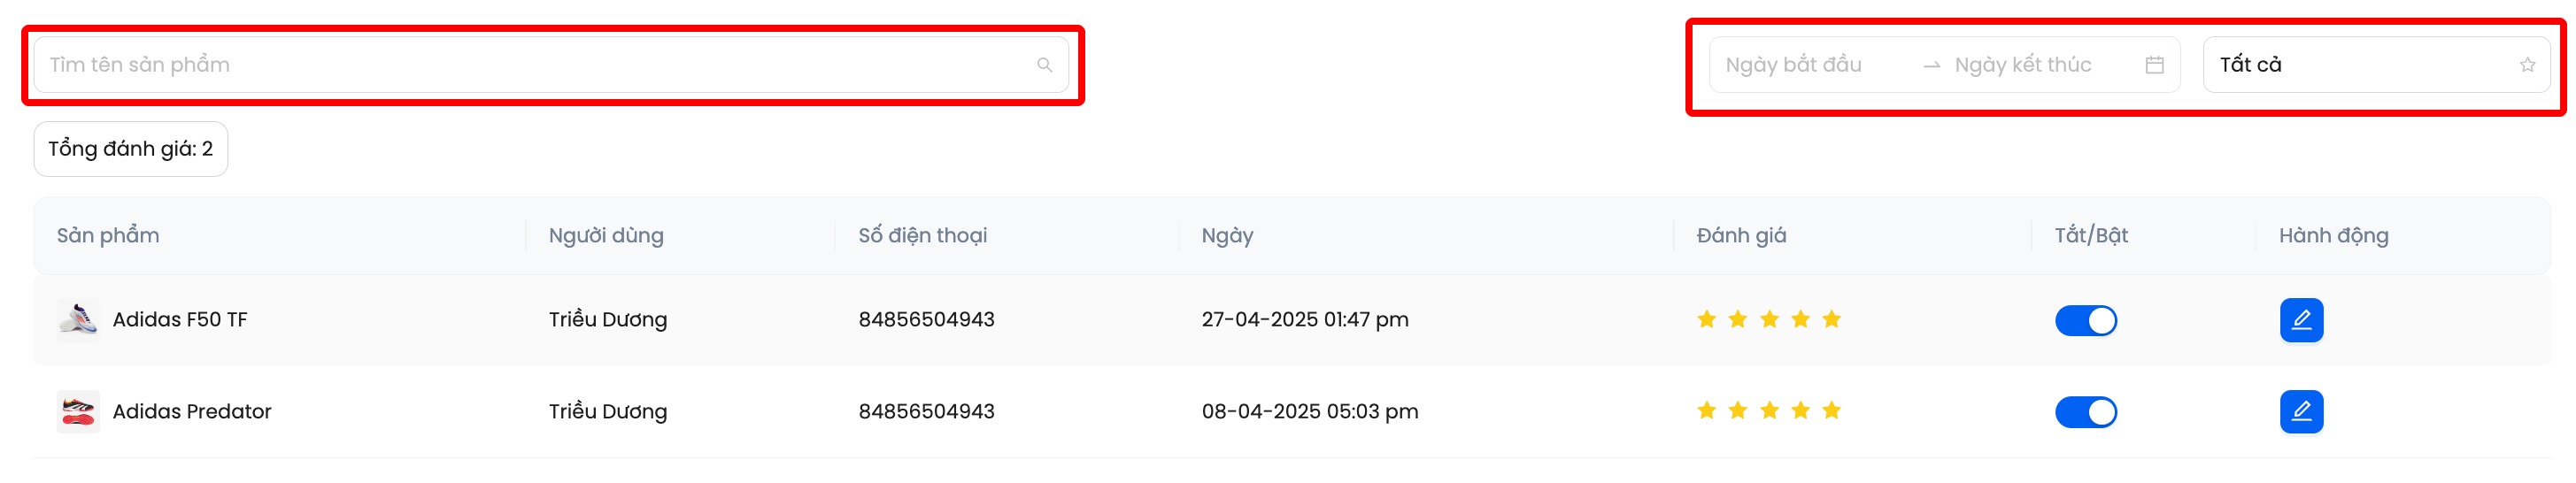 Tìm tên sản phẩm
Ngày bắt đầu Ngày kết thúc Tất cả
Tổng đánh giá: 2
Sản phẩm Người dùng Số điện thoại Ngày Đánh giá Tắt/Bật Hành động
Adidas F50 TF Triều Dương 84856504943 27-04-2025 01:47 pm
Adidas Predator Triều Dương 84856504943 08-04-2025 05:03 pm